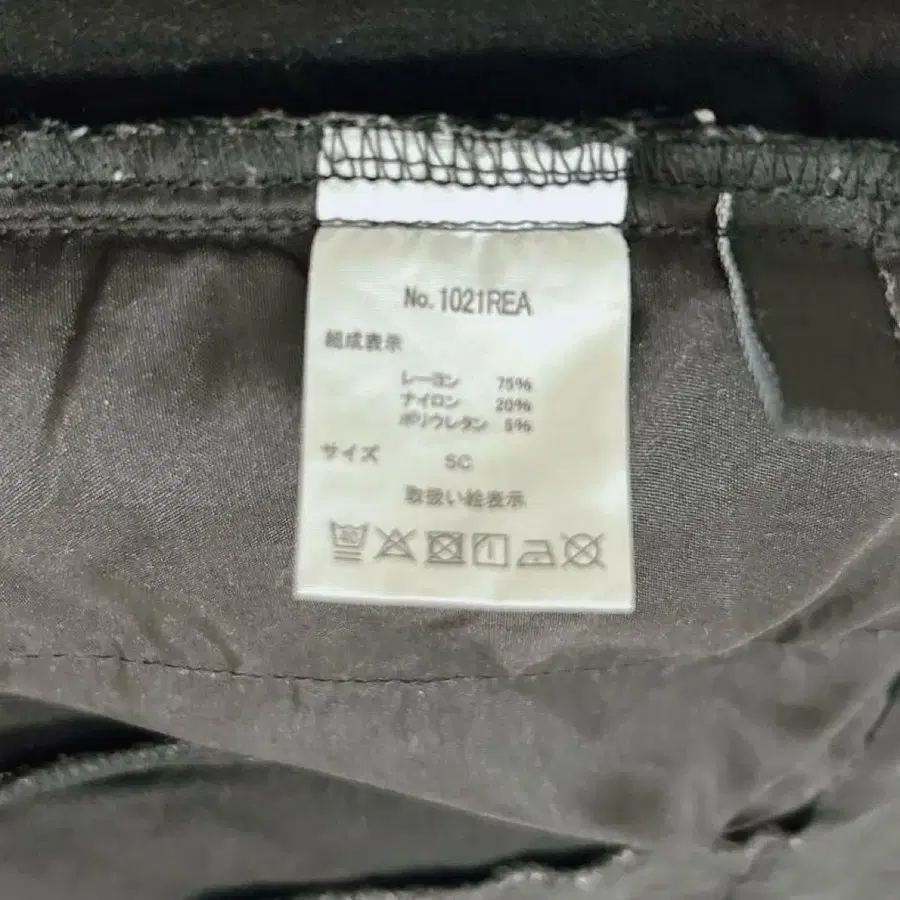 No. 1021REA
組成表示
レーヨン 75%
ナイロン 20%
ポリウレタン 5%
サイズ SC
取扱い絵表示
40